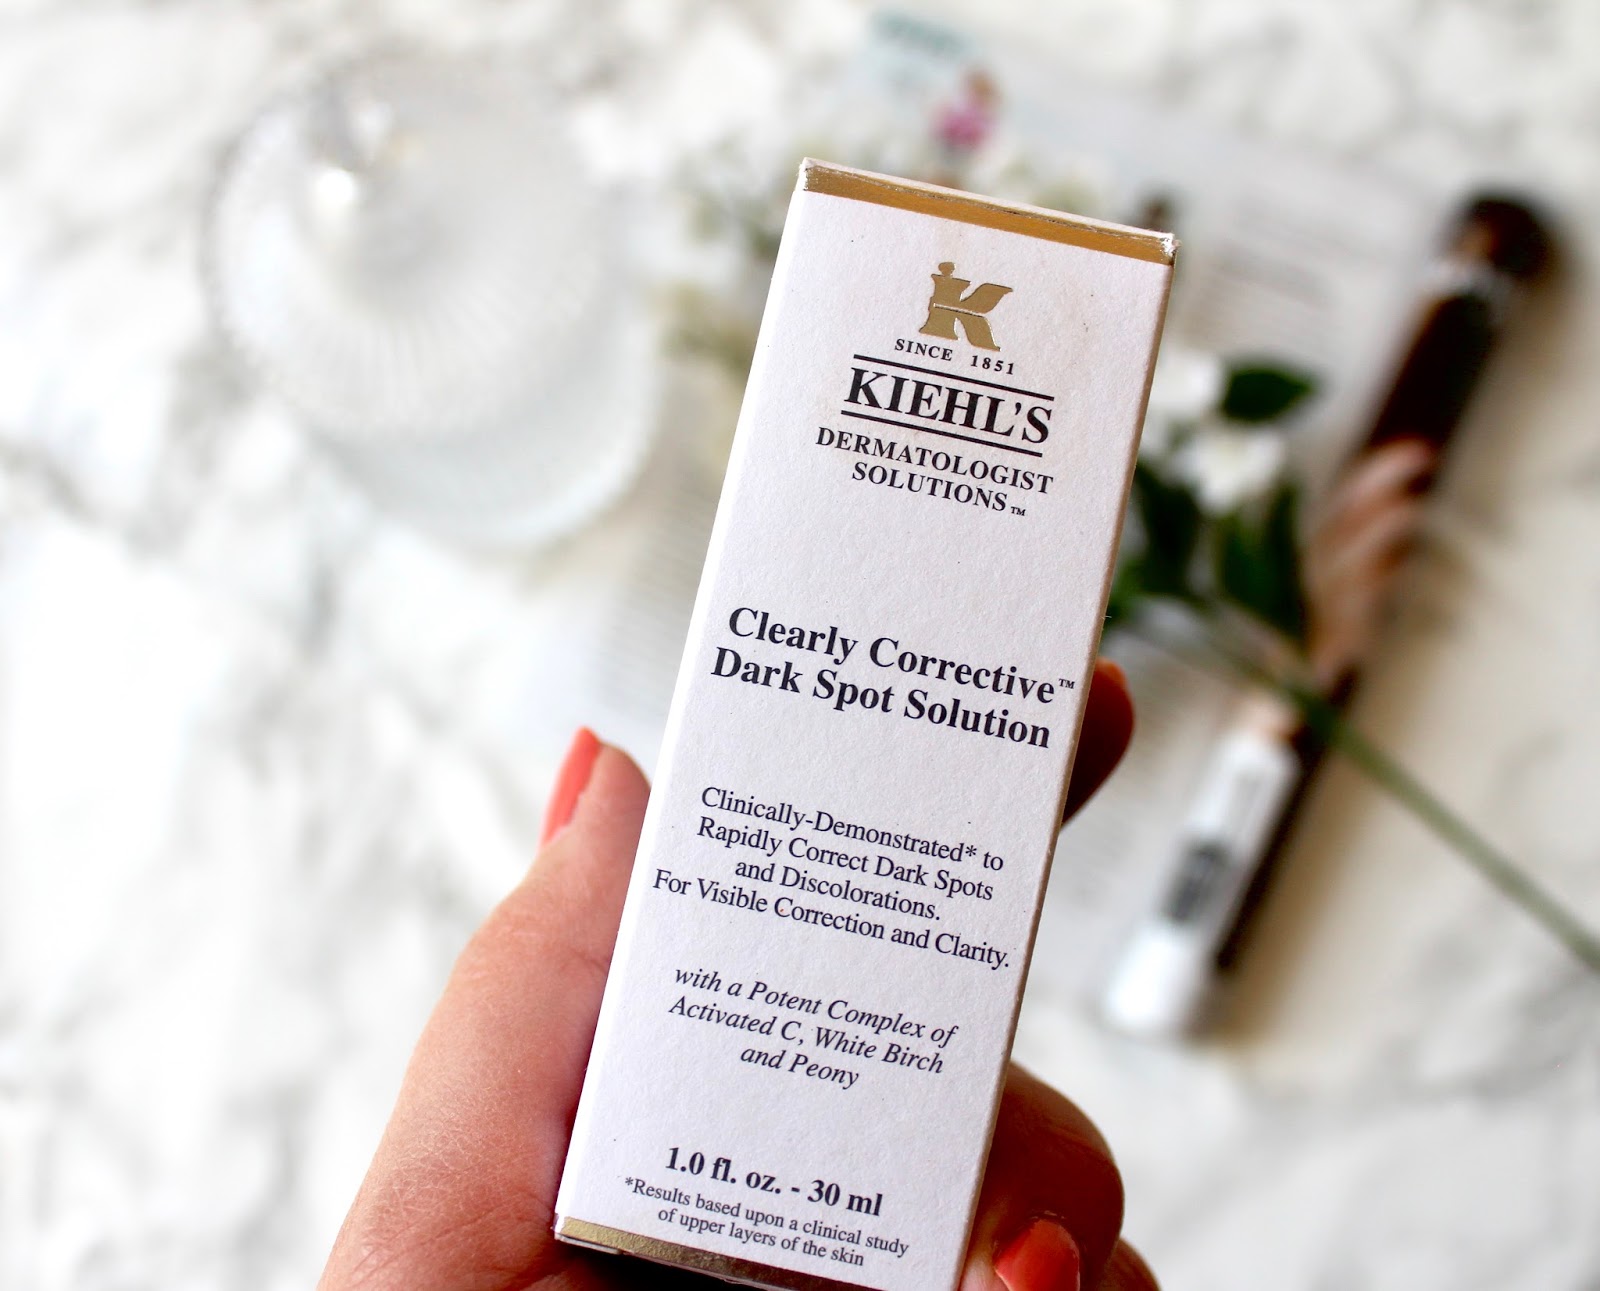 K
SINCE 1851
KIEHL'S
DERMATOLOGIST
SOLUTIONS™
Clearly Corrective™
Dark Spot Solution
Clinically-Demonstrated* to
Rapidly Correct Dark Spots
and Discolorations.
For Visible Correction and Clarity.
with a Potent Complex of
Activated C, White Birch
and Peony
1.0 fl. oz. - 30 ml
*Results based upon a clinical study
of upper layers of the skin